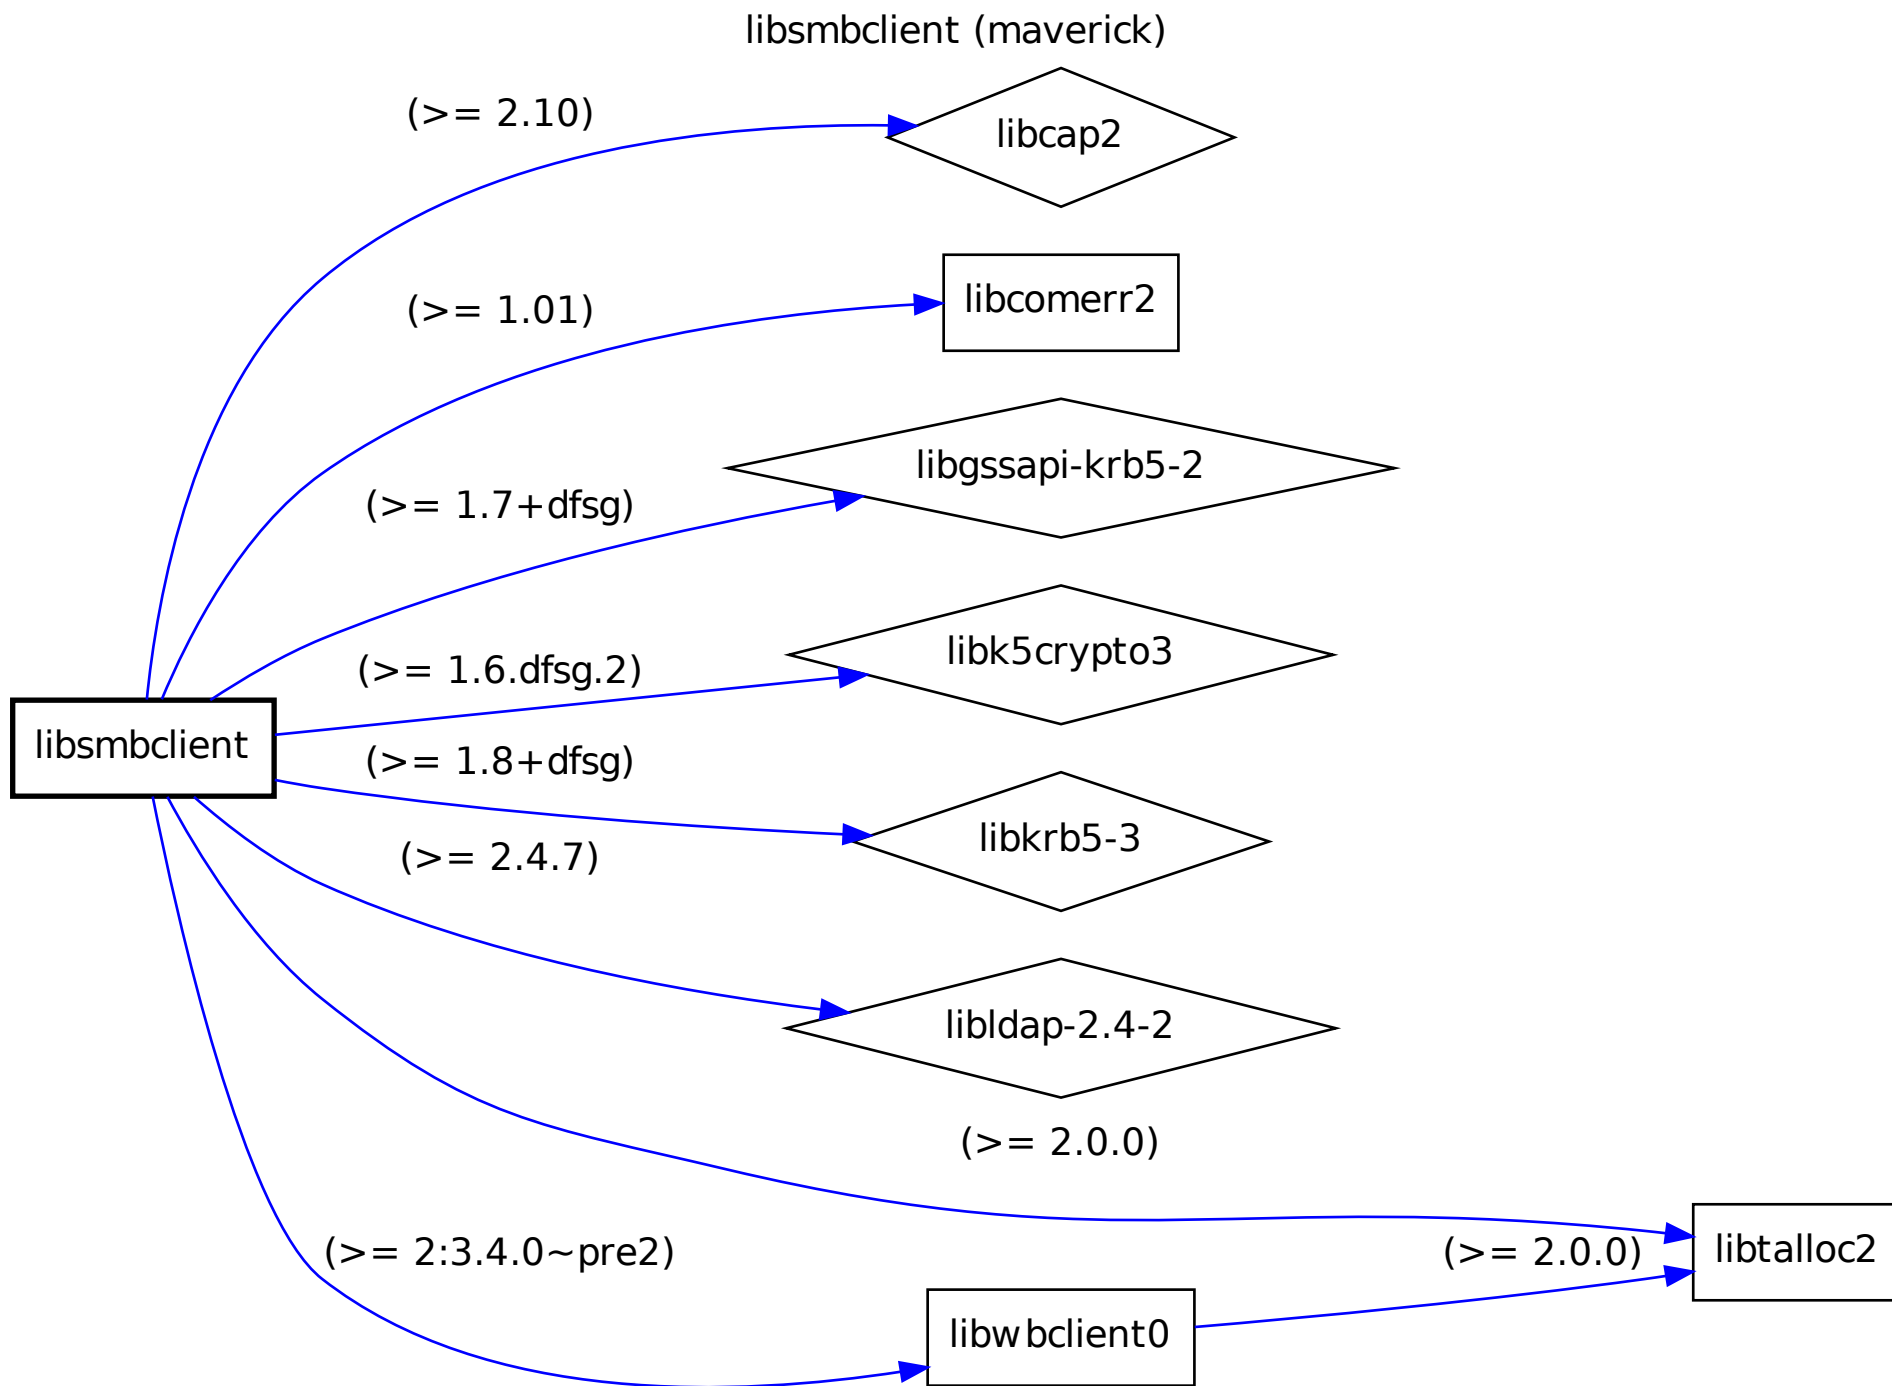 libsmbclient (maverick)
(>= 2.10)
libcap2
(>= 1.01)
libcomerr2
(>= 1.7+dfsg)
libgssapi-krb5-2
(>= 1.6.dfsg.2)
libk5crypto3
libsmbclient
(>= 1.8+dfsg)
libkrb5-3
(>= 2.4.7)
libldap-2.4-2
(>= 2.0.0)
(>= 2:3.4.0~pre2)
(>= 2.0.0)
libtalloc2
libwbclient0